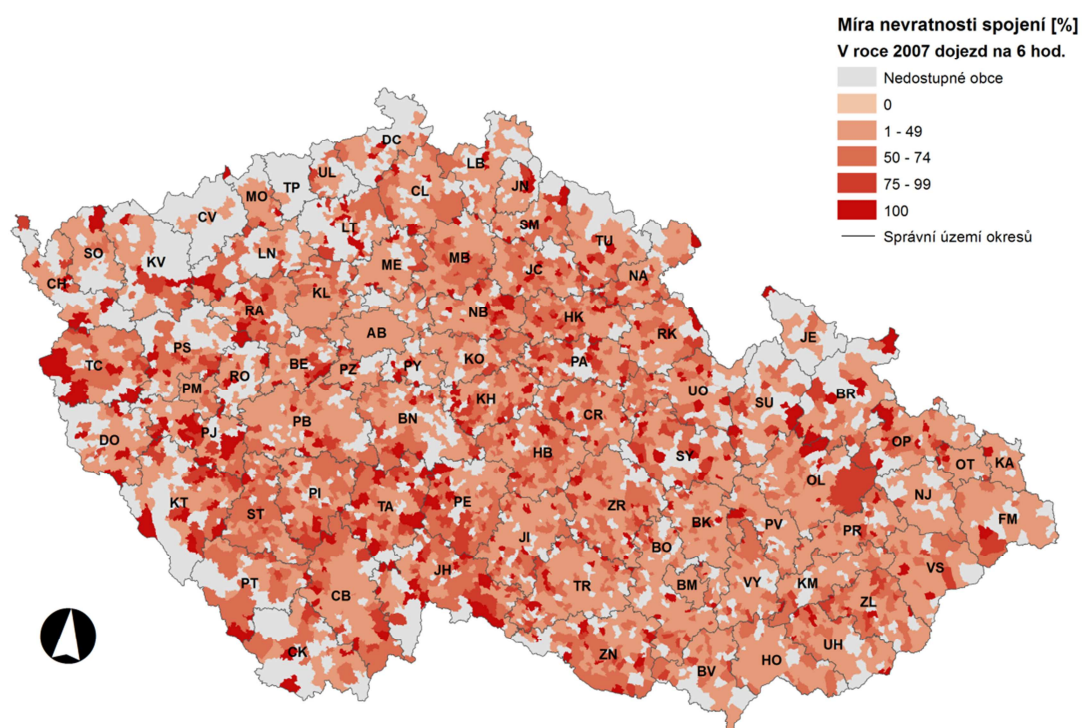 Míra nevratnosti spojení [%]
V roce 2007 dojezd na 6 hod.
Nedostupné obce
0
1 - 49
50 - 74
75 - 99
100
Správní území okresů
DC
LB
UL
JN
CL
MO
TP
CV
LT
SM
TU
SO
KV
LN
ME
MB
JC
NA
CH
KL
RA
NB
HK
AB
RK
JE
PS
TC
BE
PZ
PY
KO
PA
RO
PM
KH
UO
SU
BR
PB
BN
CR
DO
PJ
OP
HB
SY
OT
KA
OL
NJ
KT
PI
TA
PE
ZR
ST
BK
PV
PR
FM
JI
BO
VS
JH
PT
CB
TR
BM
VY
KM
ZL
CK
ZN
BV
HO
UH